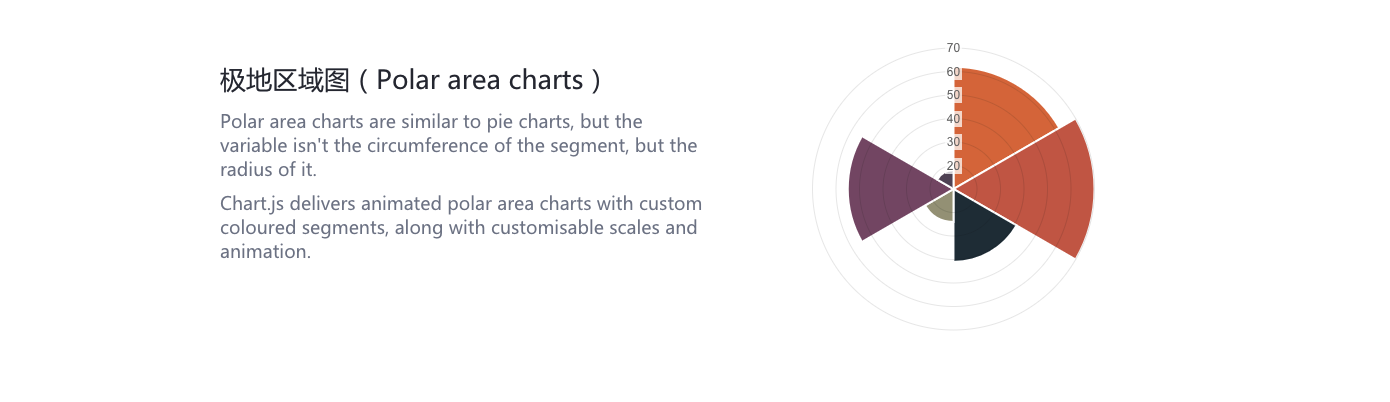 极地区域图（Polar area charts）
Polar area charts are similar to pie charts, but the
variable isn't the circumference of the segment, but the
radius of it.
Chart.js delivers animated polar area charts with custom
coloured segments, along with customisable scales and
animation.
70
60
50
40
30
20